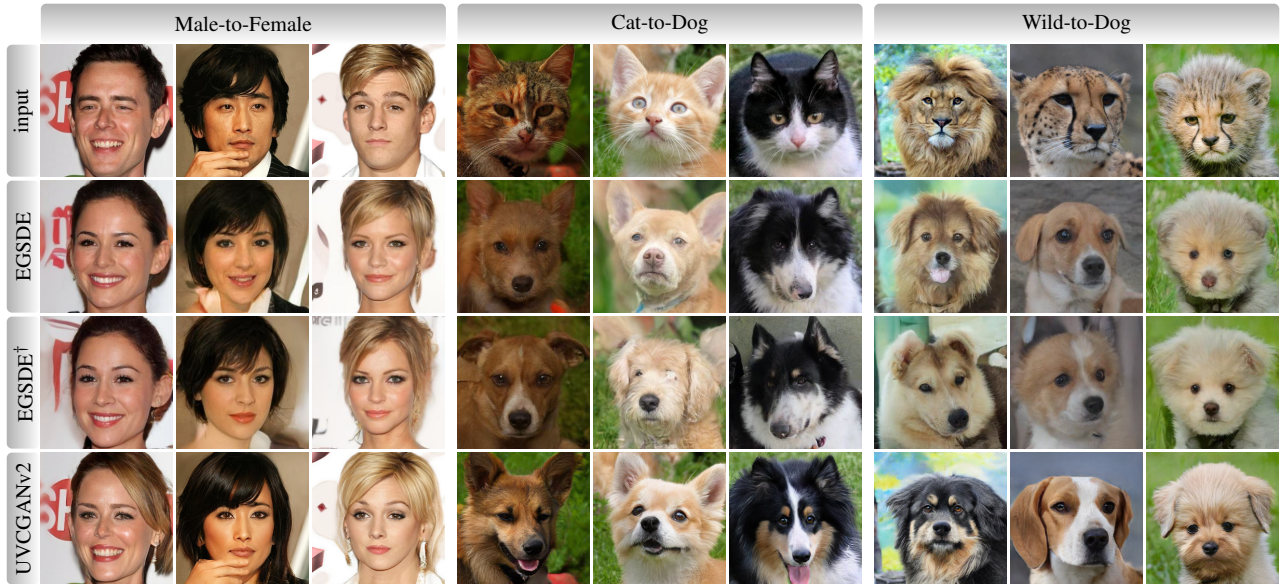 Male-to-Female
Cat-to-Dog
Wild-to-Dog
input
EGSDE
EGSDE†
UVCGANv2